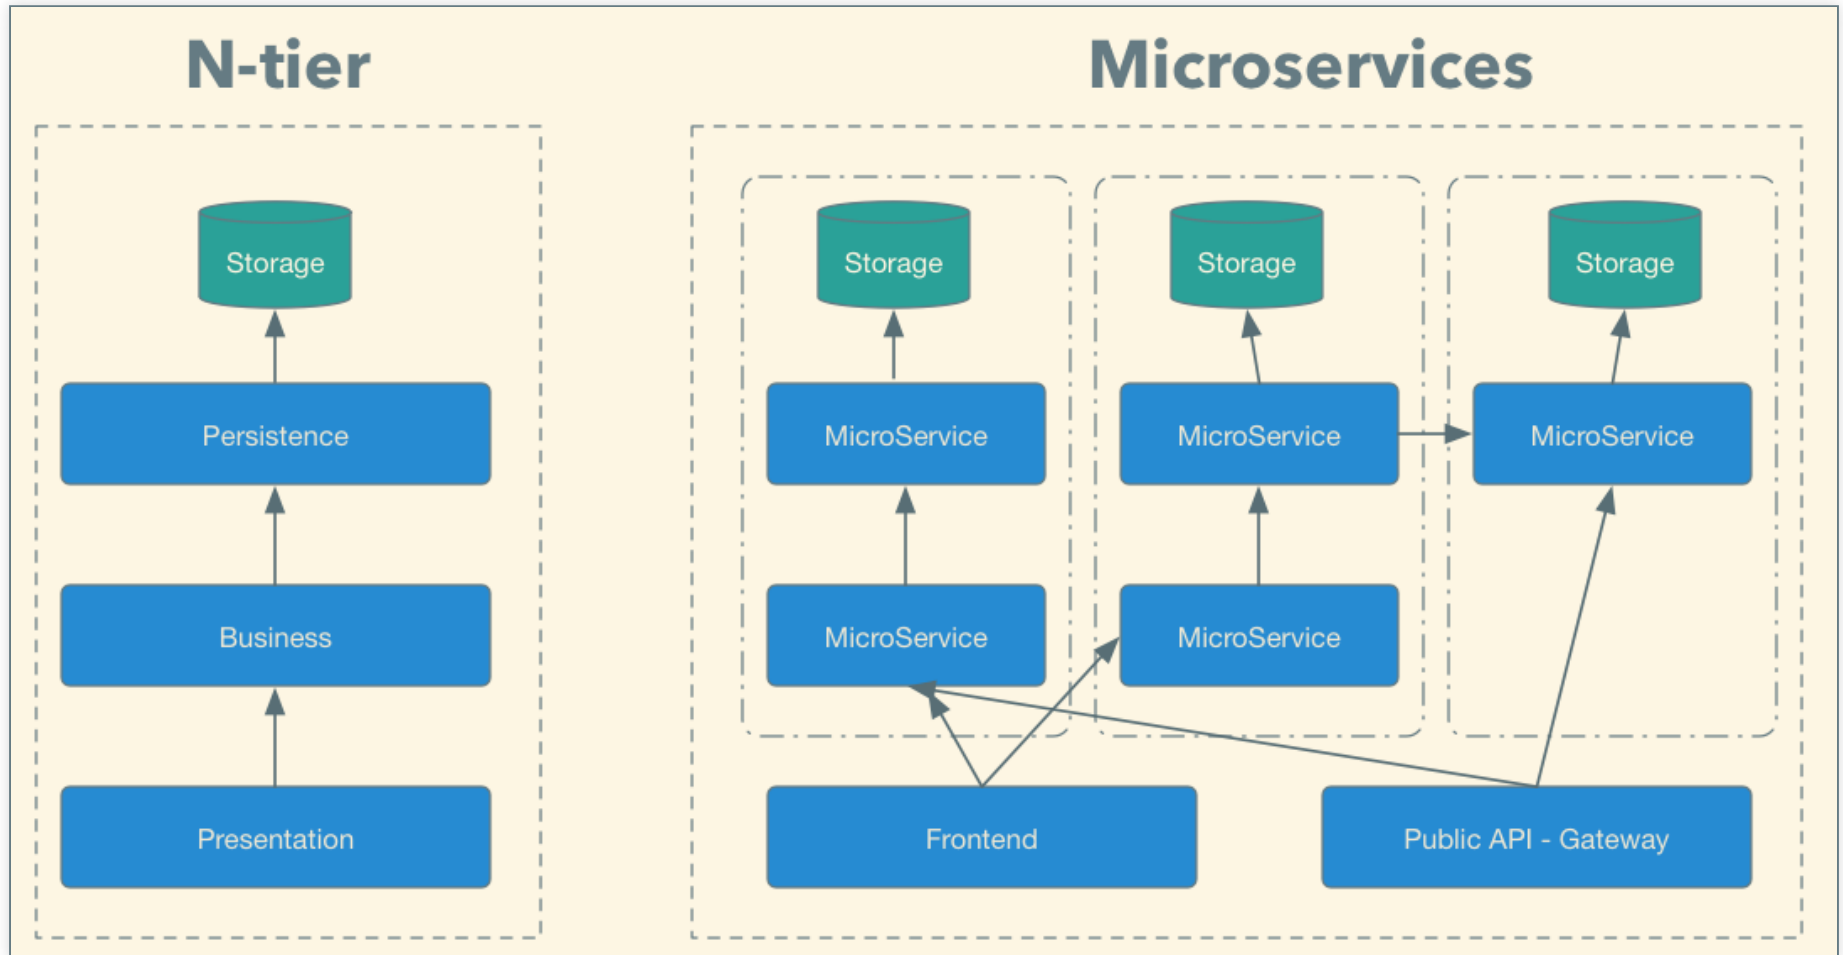 N-tier
Storage
Persistence
Business
Presentation
Microservices
Storage
Storage
Storage
MicroService
MicroService
MicroService
MicroService
MicroService
Frontend
Public API - Gateway